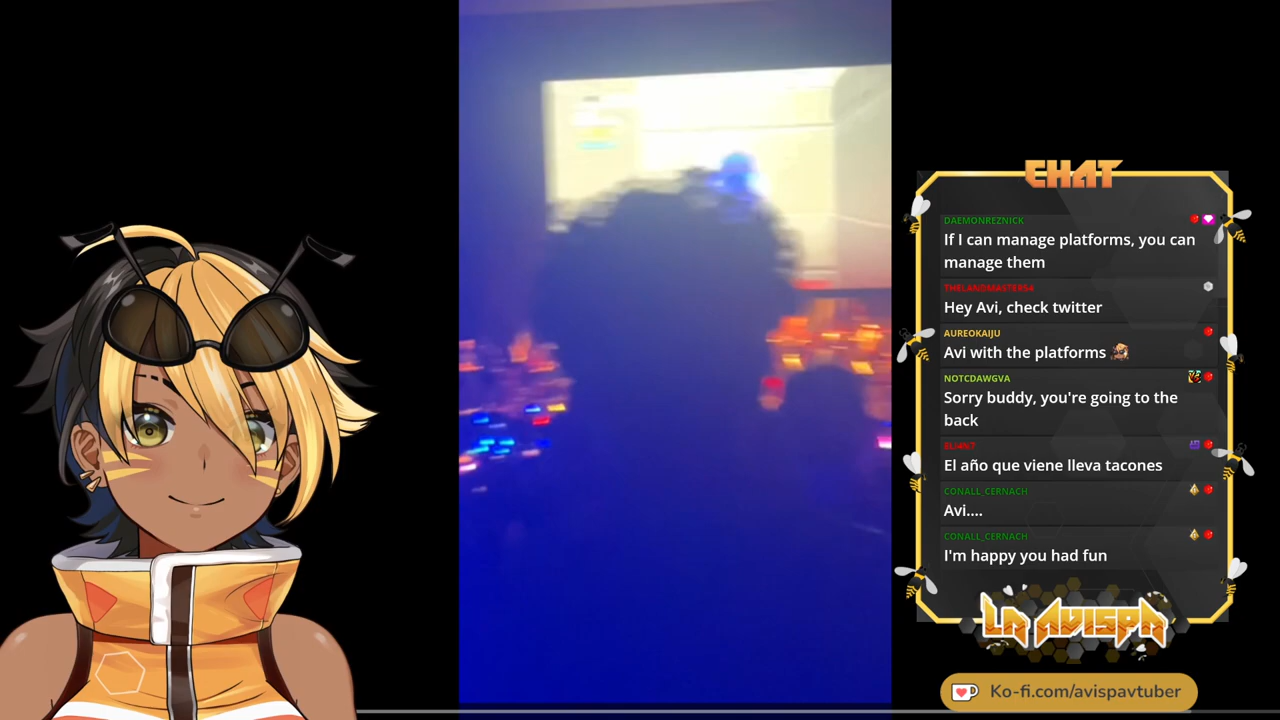 CHAT
DAEMONREZNICK
If I can manage platforms, you can
manage them
THELANDMASTER54
Hey Avi, check twitter
AUREOKAIJU
Avi with the platforms
NOTCDAWGVA
Sorry buddy, you're going to the
back
El año que viene lleva tacones
CONALL_CERNACH
Avi....
CONALL_CERNACH
I'm happy you had fun
LA AVISPA
Ko-fi.com/avispavtuber